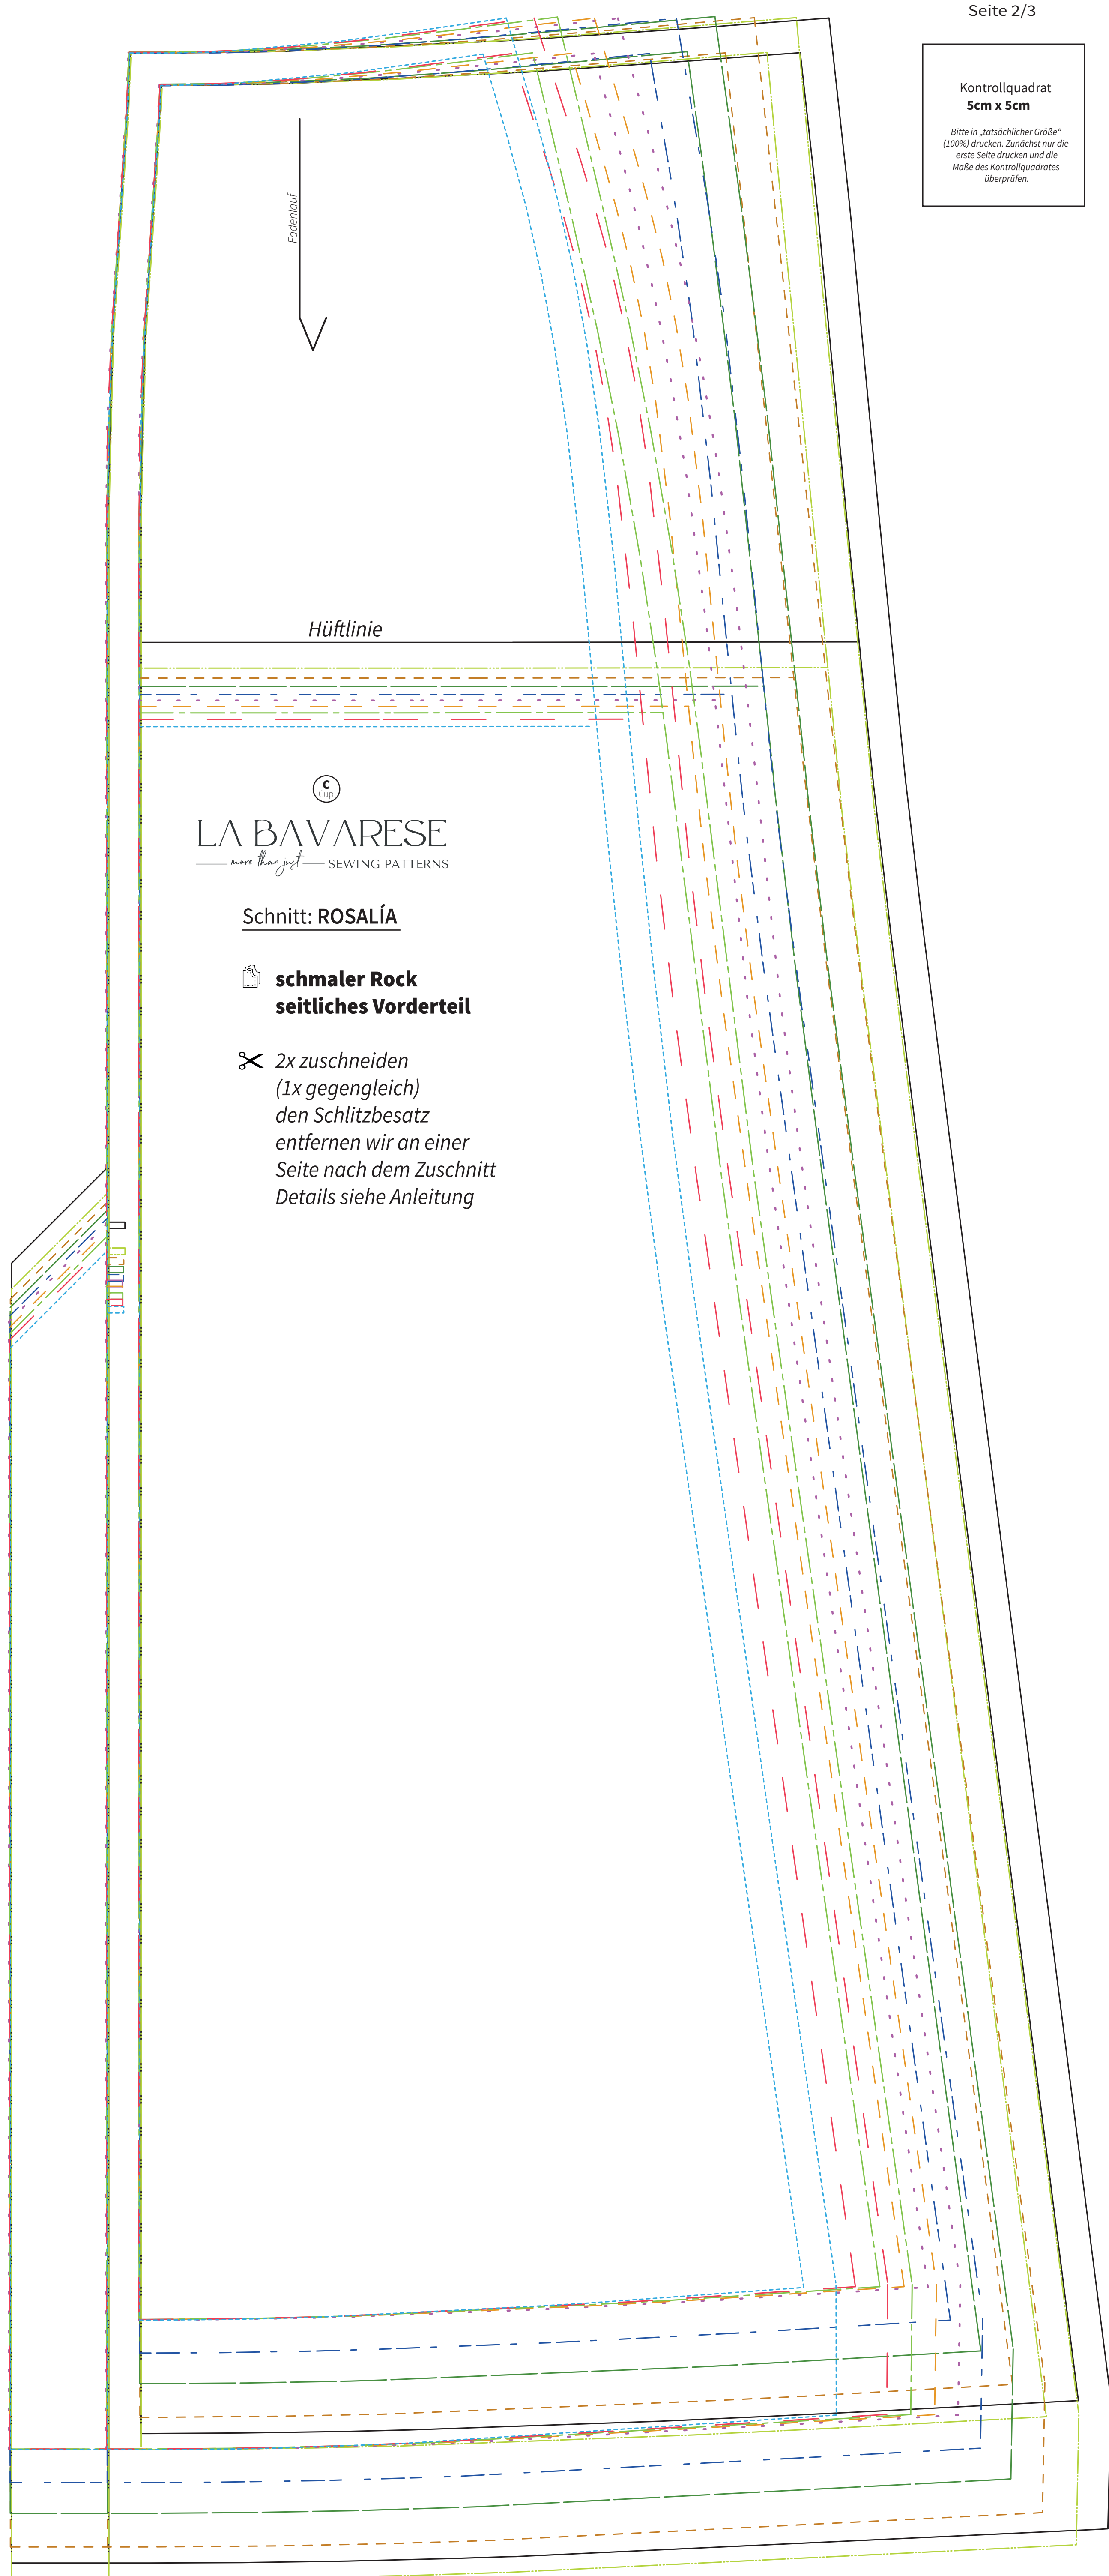 Seite 2/3
Kontrollquadrat
5cm x 5cm
Bitte in „tatsächlicher Größe“
(100%) drucken. Zunächst nur die
erste Seite drucken und die
Maße des Kontrollquadrates
überprüfen.
Fadenlauf
Hüftlinie
C
Cup
LA BAVARESE
more than just SEWING PATTERNS
Schnitt: ROSALÍA
schmaler Rock
seitliches Vorderteil
2x zuschneiden
(1x gegengleich)
den Schlitzbesatz
entfernen wir an einer
Seite nach dem Zuschnitt
Details siehe Anleitung